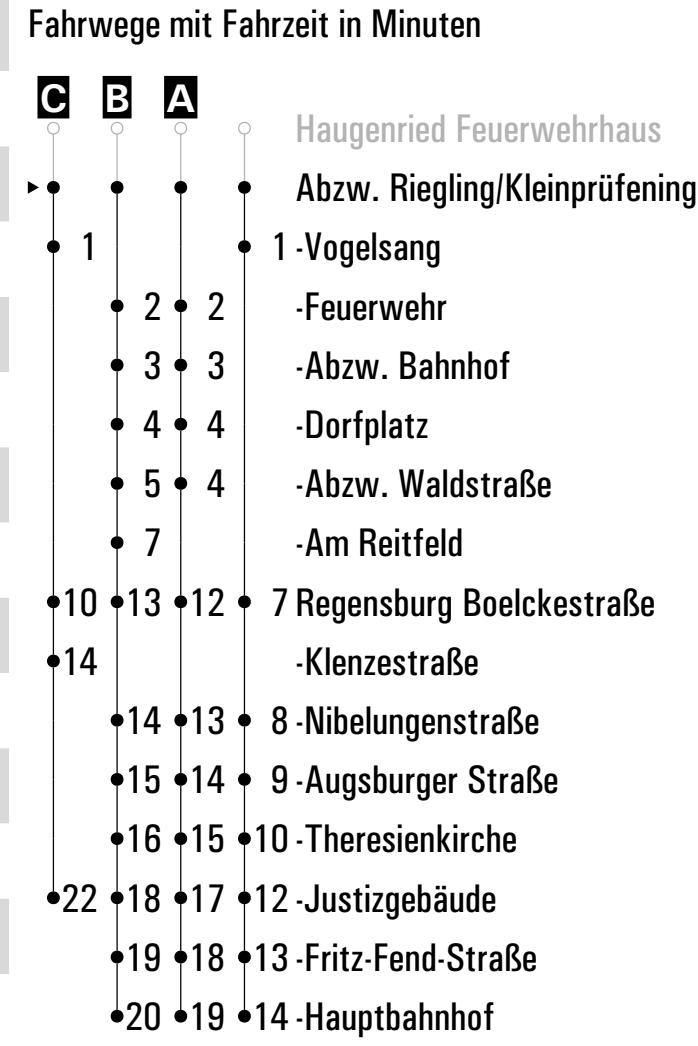 Fahrwege mit Fahrzeit in Minuten
C B A
Haugenried Feuerwehrhaus
Abzw. Riegling/Kleinprüfening
1 1 -Vogelsang
2 2 -Feuerwehr
3 3 -Abzw. Bahnhof
4 4 -Dorfplatz
5 4 -Abzw. Waldstraße
7 -Am Reitfeld
10 13 12 7 Regensburg Boelckestraße
14 -Klenzestraße
14 13 8 -Nibelungenstraße
15 14 9 -Augsburger Straße
16 15 10 -Theresienkirche
22 18 17 12 -Justizgebäude
19 18 13 -Fritz-Fend-Straße
20 19 14 -Hauptbahnhof